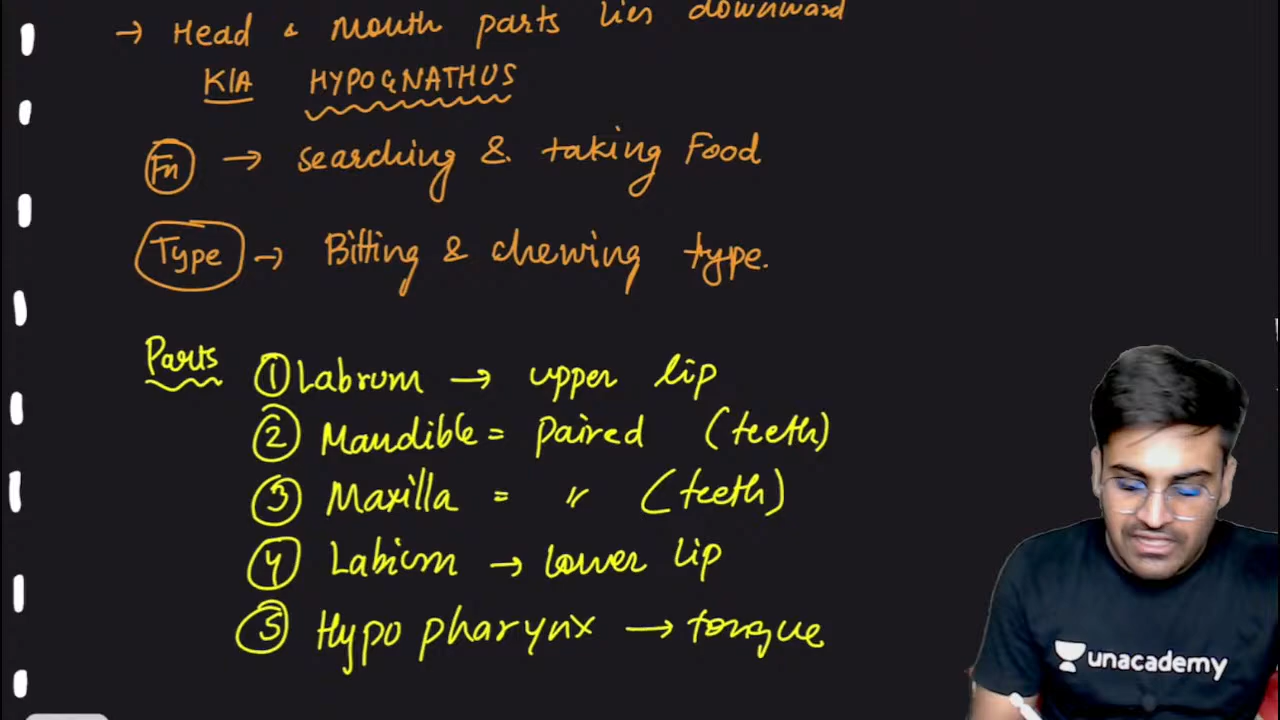 → Head & Mouth parts lies downward
KIA HYPOGNATHUS
Fn → searching & taking Food
Type → Bitting & chewing type.
Parts ① Labrum → upper lip
② Mandible = paired (teeth)
③ Maxilla = 〃 (teeth)
④ Labium → lower lip
⑤ Hypo pharynx → tongue
unacademy